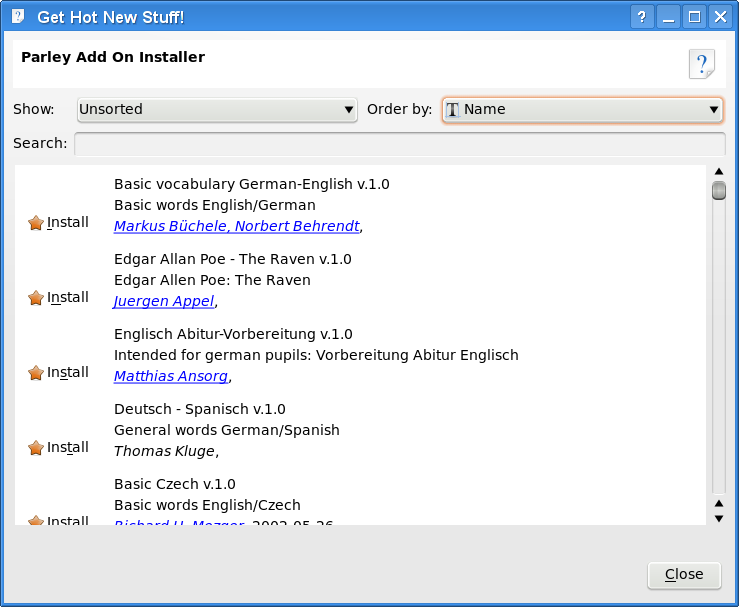 Get Hot New Stuff!
Parley Add On Installer
Show: Unsorted Order by: Name
Search:
Basic vocabulary German-English v.1.0
Basic words English/German
Install Markus Büchele, Norbert Behrendt,
Edgar Allan Poe - The Raven v.1.0
Edgar Allen Poe: The Raven
Install Juergen Appel,
Englisch Abitur-Vorbereitung v.1.0
Intended for german pupils: Vorbereitung Abitur Englisch
Install Matthias Ansorg,
Deutsch - Spanisch v.1.0
General words German/Spanish
Install Thomas Kluge,
Basic Czech v.1.0
Basic words English/Czech
Install Richard H. Mezger, 2002-05-26
Close